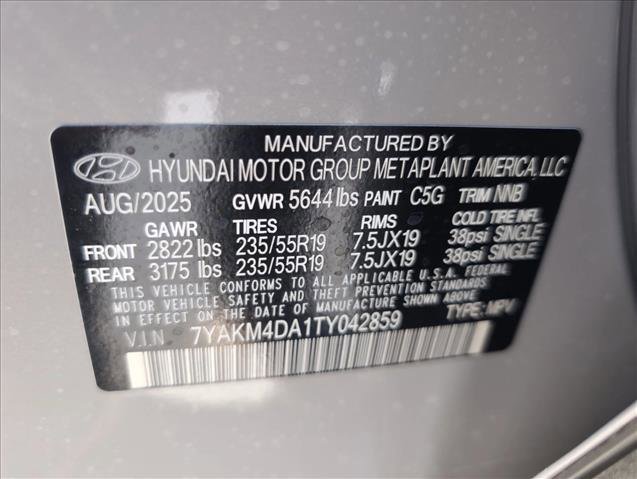 MANUFACTURED BY
HYUNDAI MOTOR GROUP METAPLANT AMERICA, LLC
AUG/2025 GVWR 5644 lbs PAINT C5G TRIM NNB
GAWR TIRES RIMS COLD TIRE INFL
FRONT 2822 lbs 235/55R19 7.5JX19 38psi SINGLE
REAR 3175 lbs 235/55R19 7.5JX19 38psi SINGLE
THIS VEHICLE CONFORMS TO ALL APPLICABLE U.S.A. FEDERAL
MOTOR VEHICLE SAFETY, BUMPER, AND THEFT PREVENTION STANDARDS
IN EFFECT ON THE DATE OF MANUFACTURE SHOWN ABOVE.
V.I.N 7YAKM4DA1TY042859 TYPE: MPV